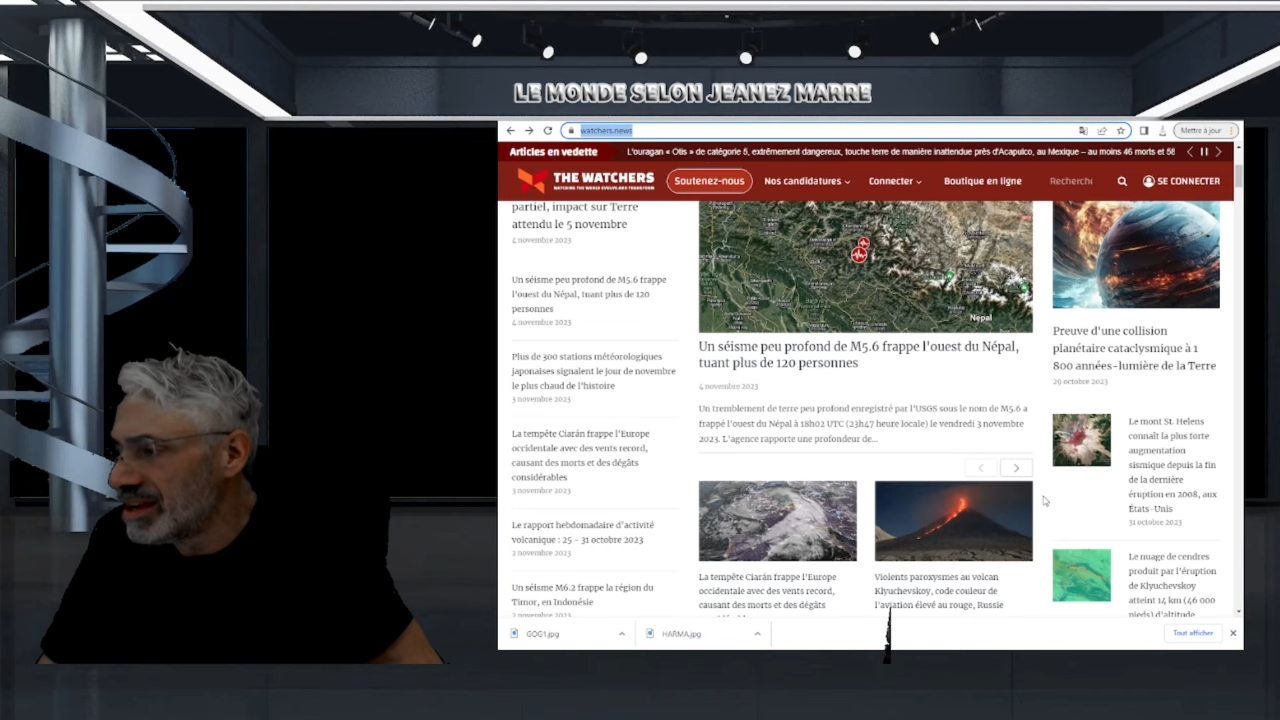 LE MONDE SELON JEANEZ MARRE
watchers.news
Mettre à jour
Articles en vedette
L'ouragan « Otis » de catégorie 5, extrêmement dangereux, touche terre de manière inattendue près d'Acapulco, au Mexique – au moins 46 morts et 58
THE WATCHERS
WATCHING THE WORLD EVOLVE AND TRANSFORM
Soutenez-nous
Nos candidatures
Connecter
Boutique en ligne
Recherche
SE CONNECTER
partiel, impact sur Terre
attendu le 5 novembre
4 novembre 2023
Un séisme peu profond de M5.6 frappe
l'ouest du Népal, tuant plus de 120
personnes
4 novembre 2023
Plus de 300 stations météorologiques
japonaises signalent le jour de novembre
le plus chaud de l'histoire
3 novembre 2023
La tempête Ciarán frappe l'Europe
occidentale avec des vents record,
causant des morts et des dégâts
considérables
3 novembre 2023
Le rapport hebdomadaire d'activité
volcanique : 25 – 31 octobre 2023
2 novembre 2023
Un séisme M6.2 frappe la région du
Timor, en Indonésie
2 novembre 2023
Nepal
Un séisme peu profond de M5.6 frappe l'ouest du Népal,
tuant plus de 120 personnes
4 novembre 2023
Un tremblement de terre peu profond enregistré par l'USGS sous le nom de M5.6 a
frappé l'ouest du Népal à 18h02 UTC (23h47 heure locale) le vendredi 3 novembre
2023. L'agence rapporte une profondeur de...
La tempête Ciarán frappe l'Europe
occidentale avec des vents record,
causant des morts et des dégâts
Violents paroxysmes au volcan
Klyuchevskoy, code couleur de
l'aviation élevé au rouge, Russie
Preuve d'une collision
planétaire cataclysmique à 1
800 années-lumière de la Terre
29 octobre 2023
Le mont St. Helens
connaît la plus forte
augmentation
sismique depuis la fin
de la dernière
éruption en 2008, aux
États-Unis
31 octobre 2023
Le nuage de cendres
produit par l'éruption
de Klyuchevskoy
atteint 14 km (46 000
pieds) d'altitude
GOG1.jpg
HARMA.jpg
Tout afficher